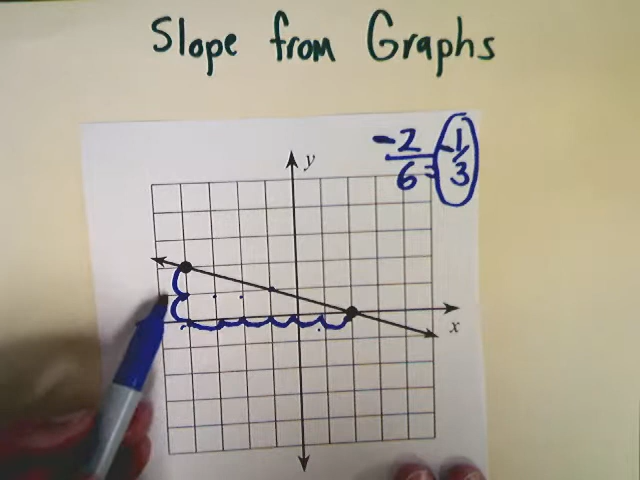 Slope from Graphs
y
-2/6 = -1/3
x